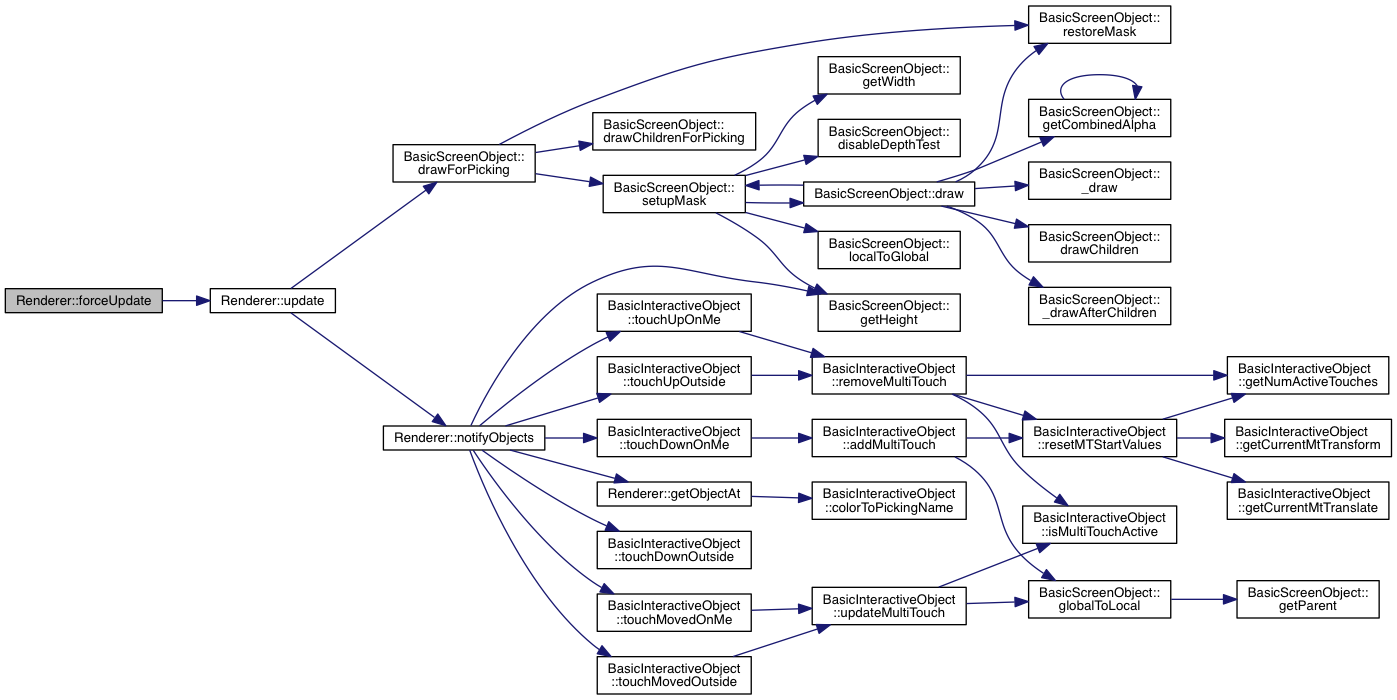 Renderer::forceUpdate
Renderer::update
BasicScreenObject::
drawForPicking
Renderer::notifyObjects
BasicScreenObject::
drawChildrenForPicking
BasicScreenObject::
setupMask
BasicInteractiveObject
::touchUpOnMe
BasicInteractiveObject
::touchUpOutside
BasicInteractiveObject
::touchDownOnMe
Renderer::getObjectAt
BasicInteractiveObject
::touchDownOutside
BasicInteractiveObject
::touchMovedOnMe
BasicInteractiveObject
::touchMovedOutside
BasicScreenObject::
getWidth
BasicScreenObject::
disableDepthTest
BasicScreenObject::draw
BasicScreenObject::
localToGlobal
BasicScreenObject::
getHeight
BasicInteractiveObject
::removeMultiTouch
BasicInteractiveObject
::addMultiTouch
BasicInteractiveObject
::colorToPickingName
BasicInteractiveObject
::updateMultiTouch
BasicScreenObject::
restoreMask
BasicScreenObject::
getCombinedAlpha
BasicScreenObject::
_draw
BasicScreenObject::
drawChildren
BasicScreenObject::
_drawAfterChildren
BasicInteractiveObject
::resetMTStartValues
BasicInteractiveObject
::isMultiTouchActive
BasicScreenObject::
globalToLocal
BasicInteractiveObject
::getNumActiveTouches
BasicInteractiveObject
::getCurrentMtTransform
BasicInteractiveObject
::getCurrentMtTranslate
BasicScreenObject::
getParent